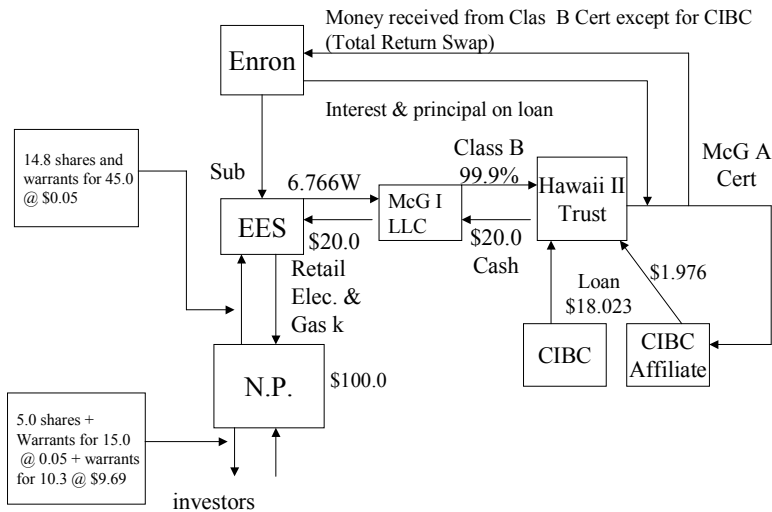 Money received from Clas B Cert except for CIBC
(Total Return Swap)
Enron
Interest & principal on loan
14.8 shares and
warrants for 45.0
@ $0.05
Sub
6.766W
Class B
99.9%
McG A
Cert
EES
McG I
LLC
Hawaii II
Trust
$20.0
$20.0
Cash
Retail
Elec. &
Gas k
Loan
$18.023
$1.976
CIBC
CIBC
Affiliate
N.P.
$100.0
5.0 shares +
Warrants for 15.0
@ 0.05 + warrants
for 10.3 @ $9.69
investors